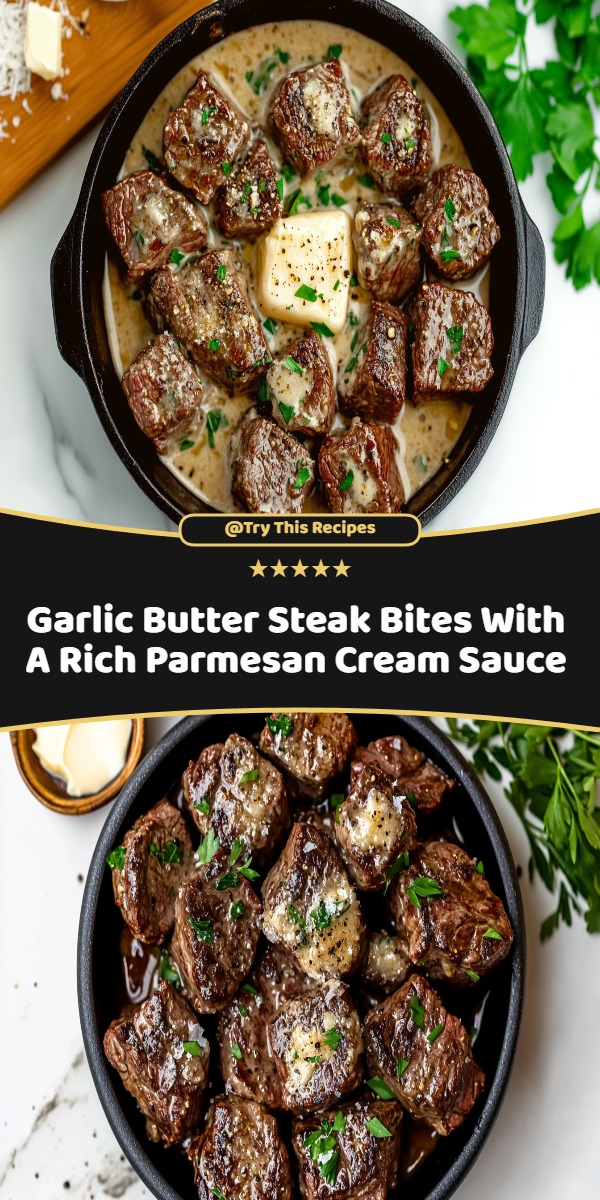 @Try This Recipes
Garlic Butter Steak Bites With
A Rich Parmesan Cream Sauce